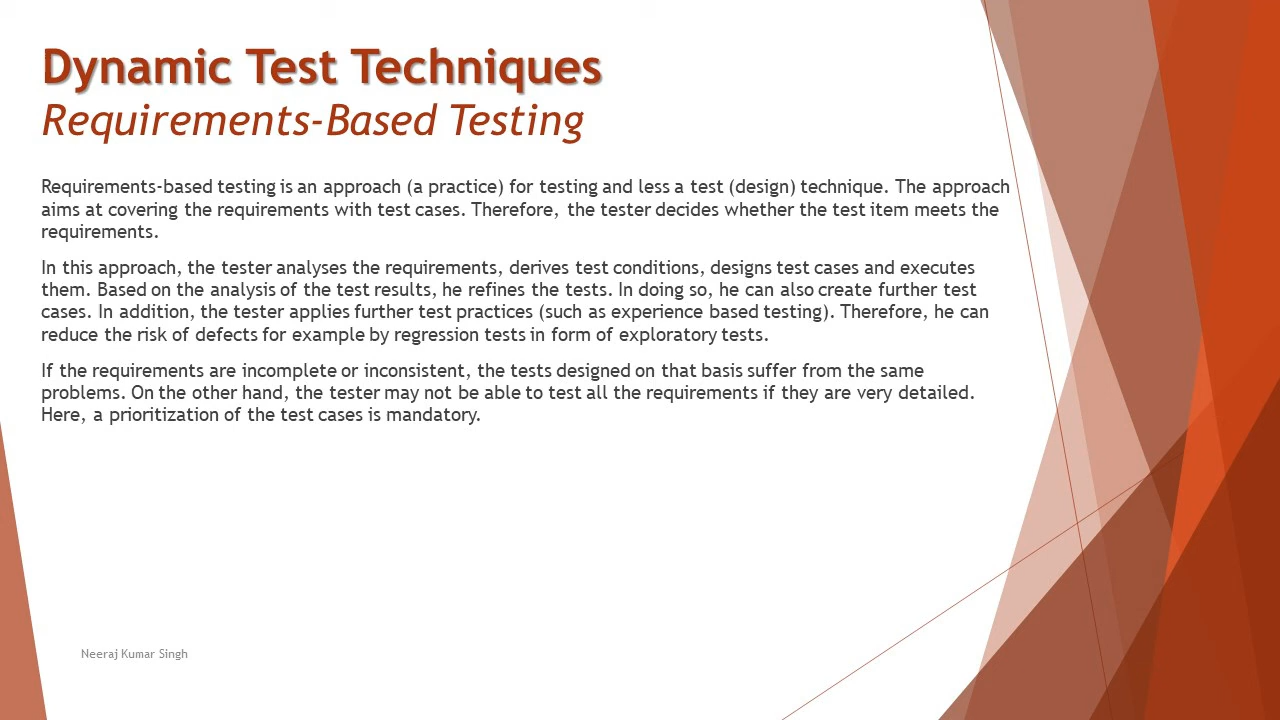 Dynamic Test Techniques
Requirements-Based Testing
Requirements-based testing is an approach (a practice) for testing and less a test (design) technique. The approach
aims at covering the requirements with test cases. Therefore, the tester decides whether the test item meets the
requirements.
In this approach, the tester analyses the requirements, derives test conditions, designs test cases and executes
them. Based on the analysis of the test results, he refines the tests. In doing so, he can also create further test
cases. In addition, the tester applies further test practices (such as experience based testing). Therefore, he can
reduce the risk of defects for example by regression tests in form of exploratory tests.
If the requirements are incomplete or inconsistent, the tests designed on that basis suffer from the same
problems. On the other hand, the tester may not be able to test all the requirements if they are very detailed.
Here, a prioritization of the test cases is mandatory.
Neeraj Kumar Singh